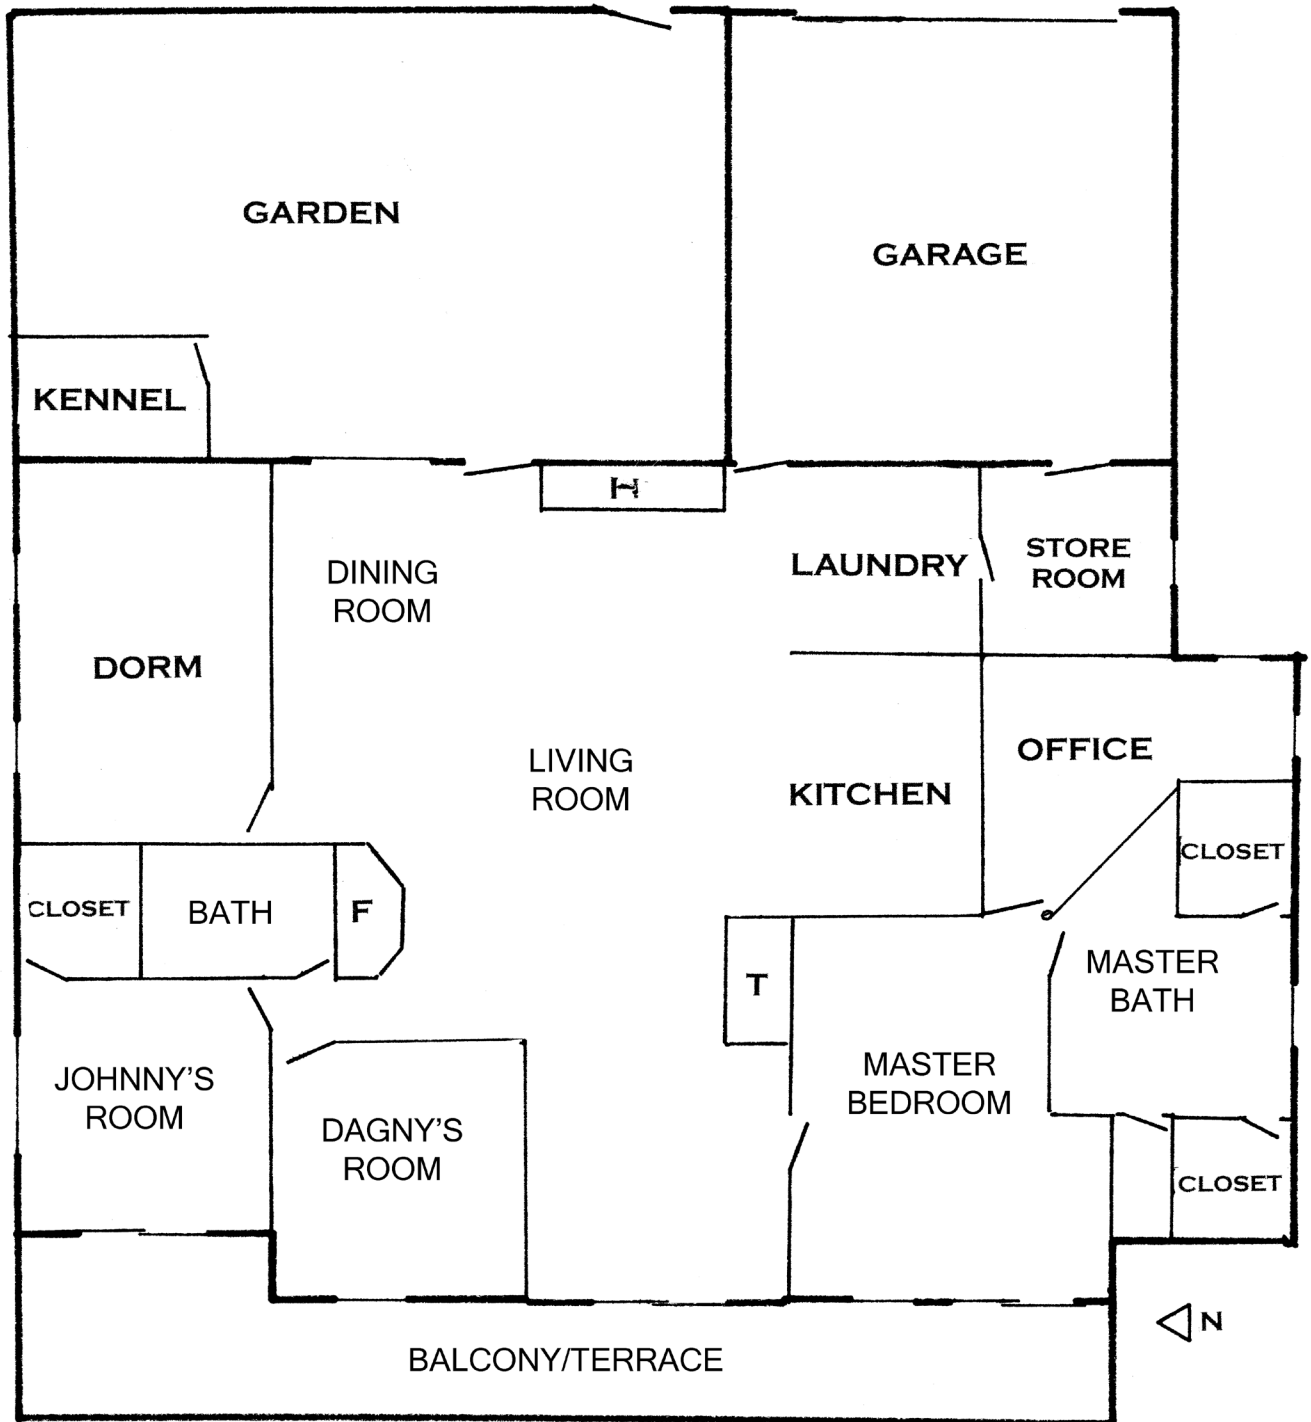 GARDEN
GARAGE
KENNEL
H
DINING
ROOM
LAUNDRY
STORE
ROOM
DORM
LIVING
ROOM
KITCHEN
OFFICE
CLOSET
CLOSET
BATH
F
T
MASTER
BATH
JOHNNY'S
ROOM
DAGNY'S
ROOM
MASTER
BEDROOM
CLOSET
N
BALCONY/TERRACE